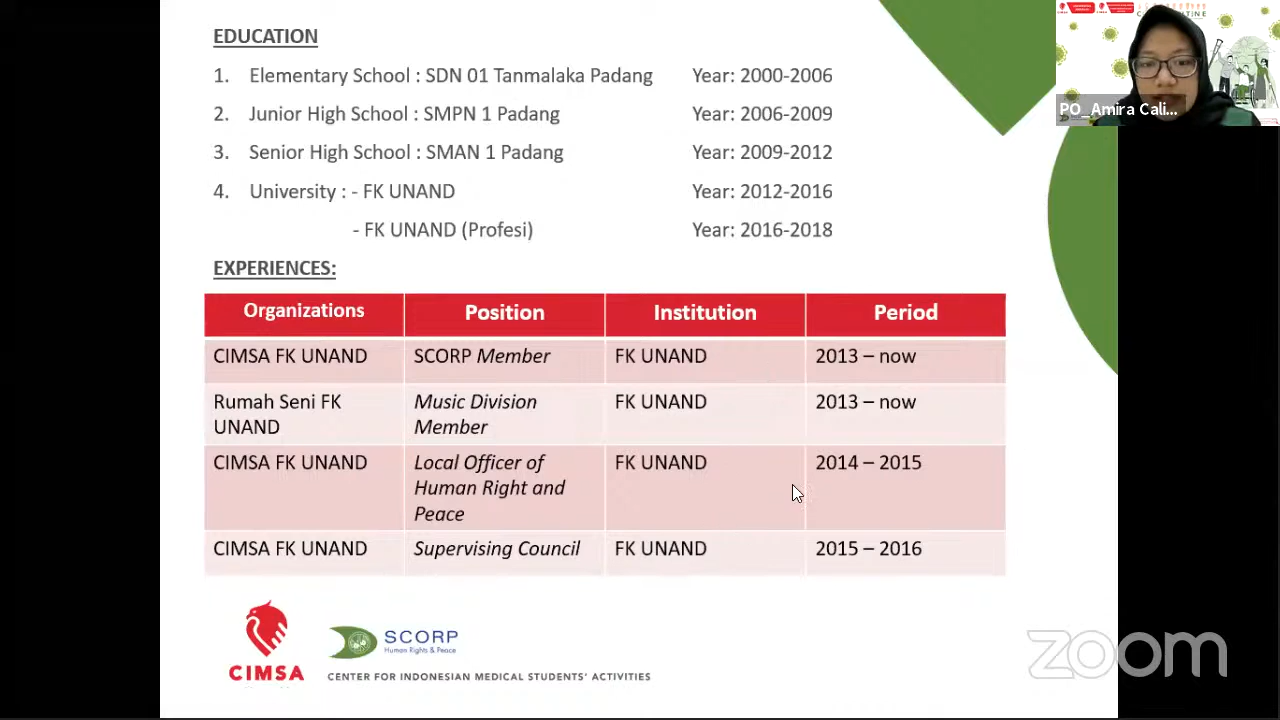 EDUCATION
1. Elementary School : SDN 01 Tanmalaka Padang Year: 2000-2006
2. Junior High School : SMPN 1 Padang Year: 2006-2009
3. Senior High School : SMAN 1 Padang Year: 2009-2012
4. University : - FK UNAND Year: 2012-2016
- FK UNAND (Profesi) Year: 2016-2018
EXPERIENCES:
Organizations Position Institution Period
CIMSA FK UNAND SCORP Member FK UNAND 2013 – now
Rumah Seni FK Music Division FK UNAND 2013 – now
UNAND Member
CIMSA FK UNAND Local Officer of FK UNAND 2014 – 2015
Human Right and
Peace
CIMSA FK UNAND Supervising Council FK UNAND 2015 – 2016
CIMSA
SCORP
Human Rights & Peace
CENTER FOR INDONESIAN MEDICAL STUDENTS' ACTIVITIES
PO_Amira Cali...
zoom